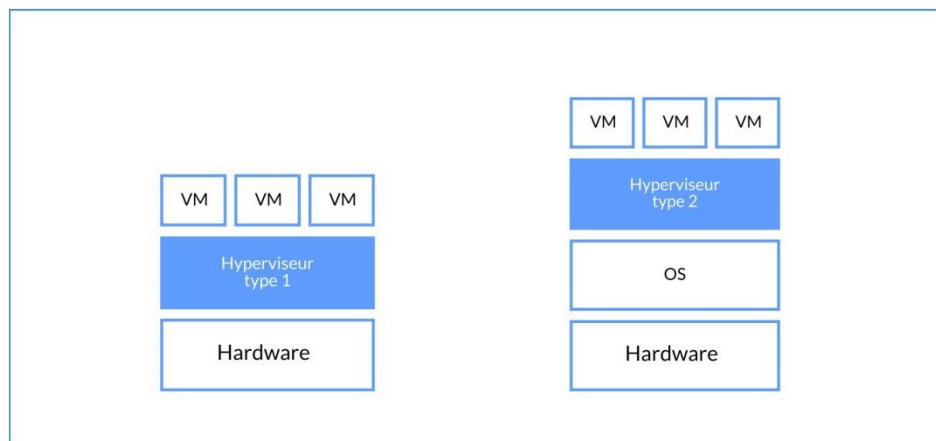 VM VM VM
Hyperviseur
type 1
Hardware
VM VM VM
Hyperviseur
type 2
OS
Hardware